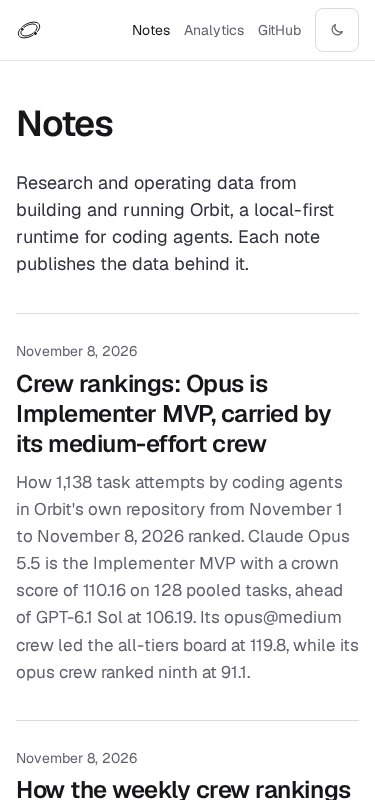 Notes Analytics GitHub
Notes
Research and operating data from
building and running Orbit, a local-first
runtime for coding agents. Each note
publishes the data behind it.
November 8, 2026
Crew rankings: Opus is
Implementer MVP, carried by
its medium-effort crew
How 1,138 task attempts by coding agents
in Orbit's own repository from November 1
to November 8, 2026 ranked. Claude Opus
5.5 is the Implementer MVP with a crown
score of 110.16 on 128 pooled tasks, ahead
of GPT-6.1 Sol at 106.19. Its opus@medium
crew led the all-tiers board at 119.8, while its
opus crew ranked ninth at 91.1.
November 8, 2026
How the weekly crew rankings